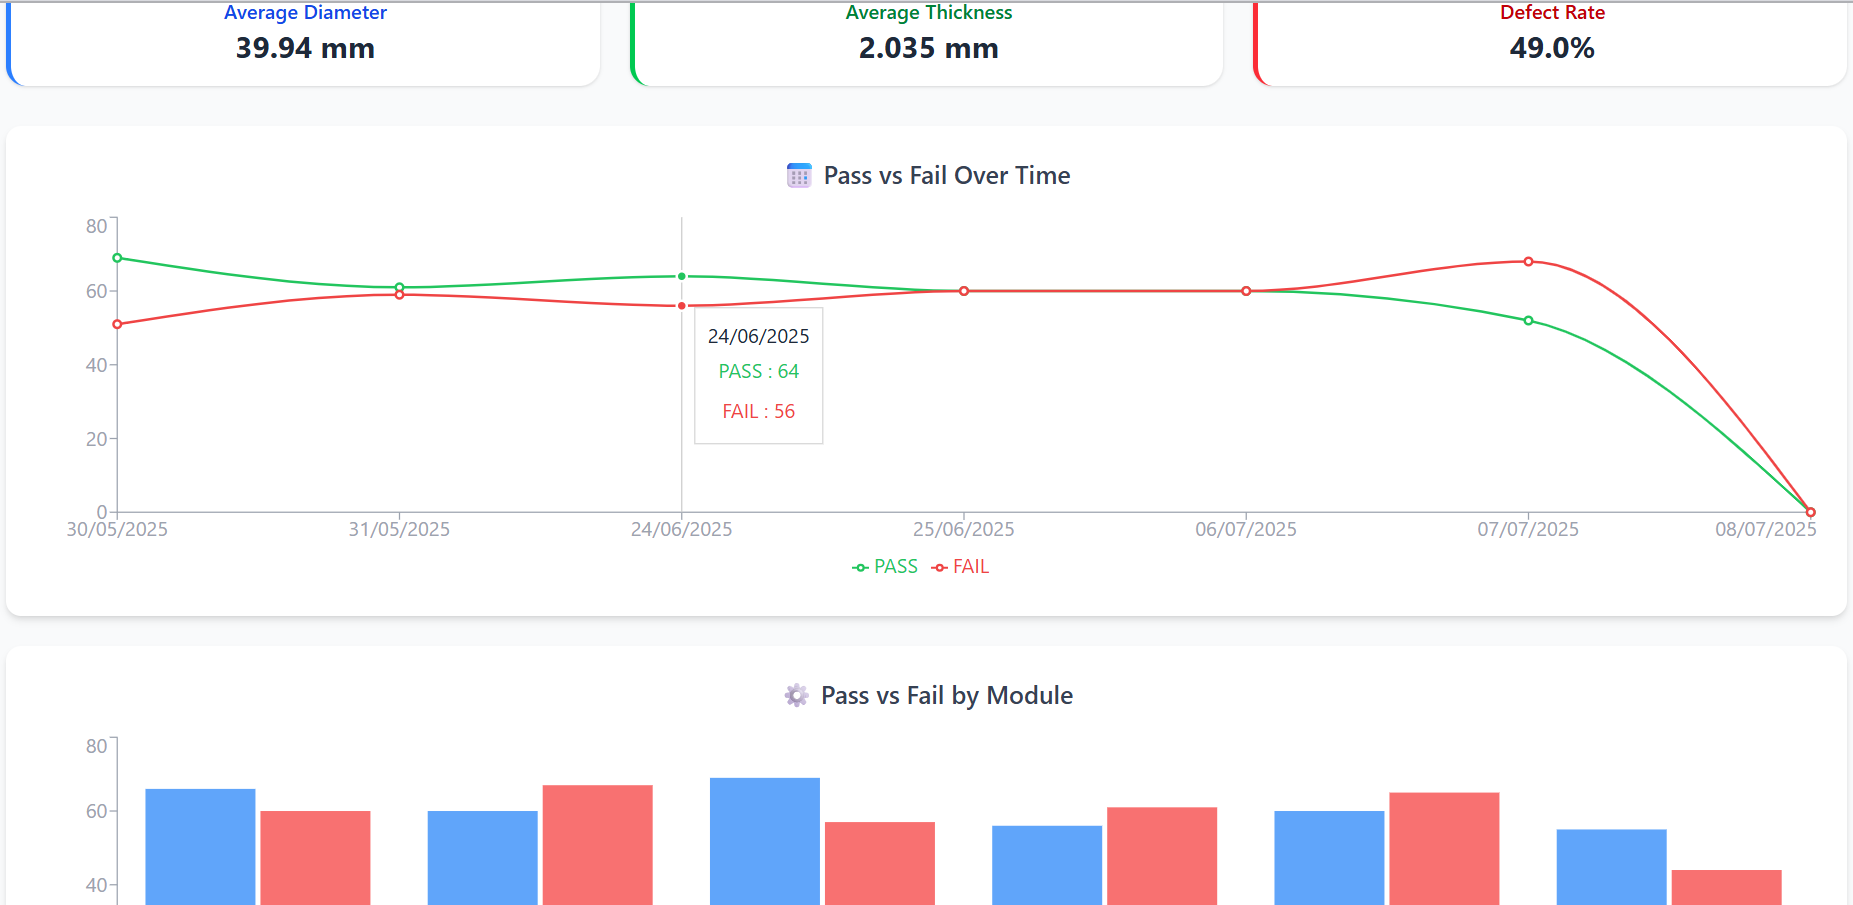 Average Diameter
39.94 mm
Average Thickness
2.035 mm
Defect Rate
49.0%
Pass vs Fail Over Time
80
60
40
20
0
24/06/2025
PASS : 64
FAIL : 56
30/05/2025 31/05/2025 24/06/2025 25/06/2025 06/07/2025 07/07/2025 08/07/2025
PASS FAIL
Pass vs Fail by Module
80
60
40